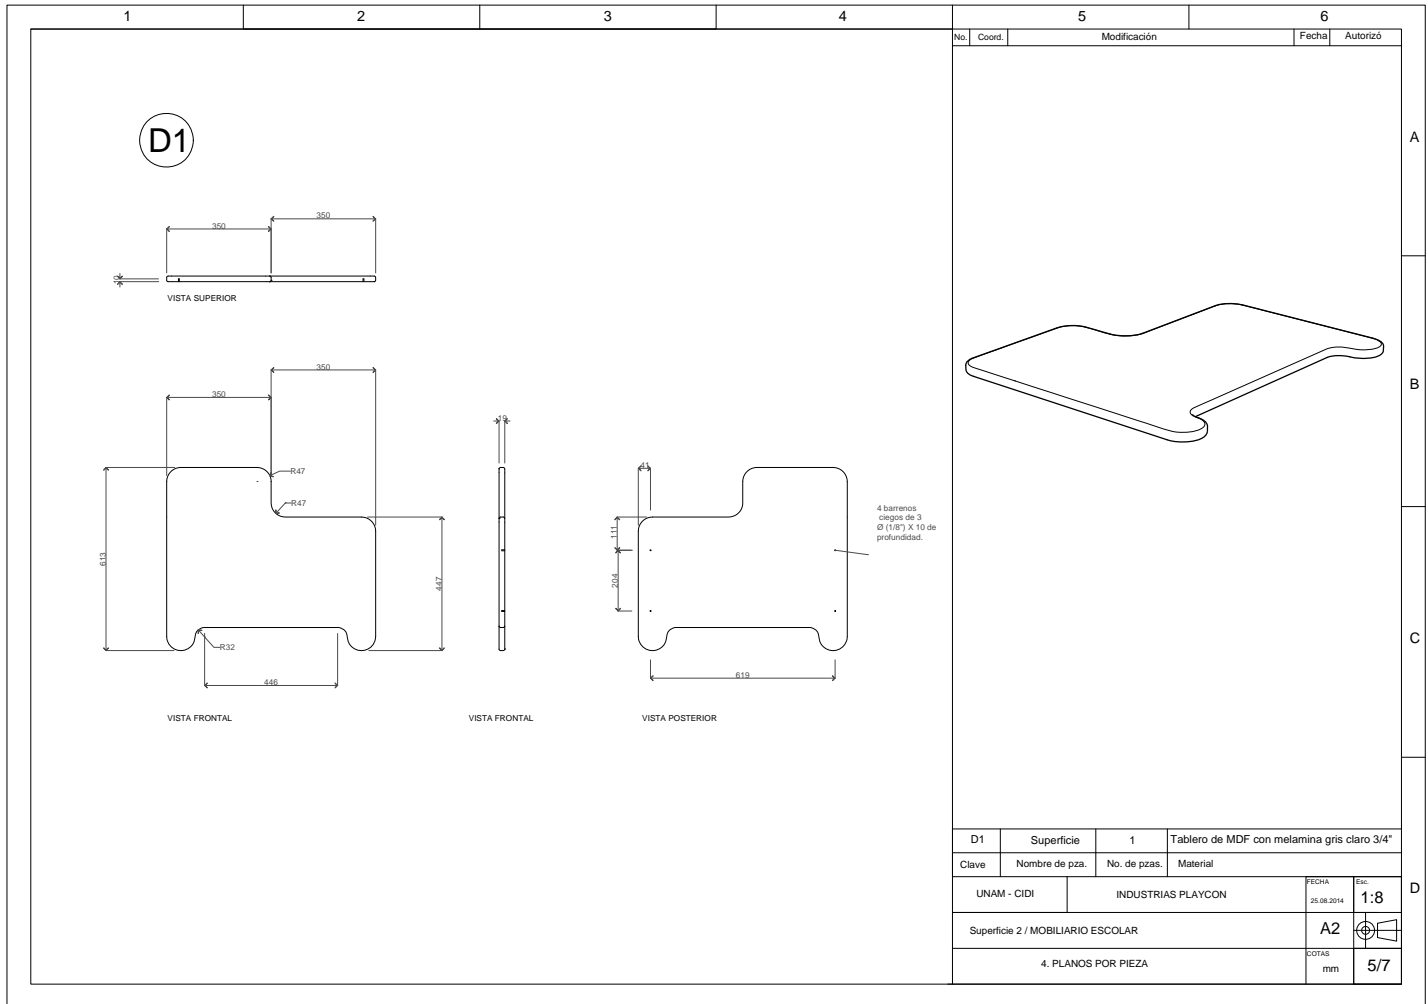 1
2
3
4
5
6
No.
Coord.
Modificación
Fecha
Autorizó
A
B
C
D
D1
350
350
VISTA SUPERIOR
350
350
R47
R47
613
447
R32
446
VISTA FRONTAL
19
VISTA FRONTAL
41
111
204
619
4 barrenos
ciegos de 3
Ø (1/8") X 10 de
profundidad.
VISTA POSTERIOR
D1
Superficie
1
Tablero de MDF con melamina gris claro 3/4"
Clave
Nombre de pza.
No. de pzas.
Material
UNAM - CIDI
INDUSTRIAS PLAYCON
FECHA
25.08.2014
Esc.
1:8
Superficie 2 / MOBILIARIO ESCOLAR
A2
4. PLANOS POR PIEZA
COTAS
mm
5/7